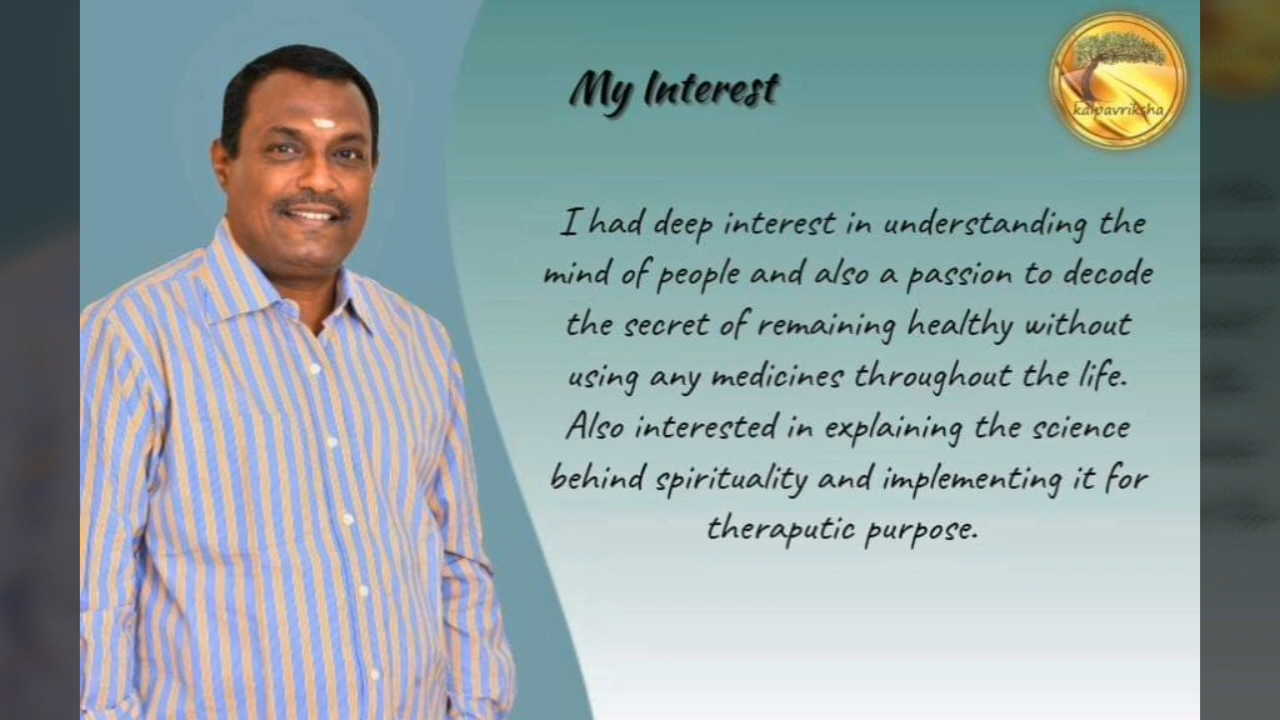 My Interest
kalpavriksha
I had deep interest in understanding the
mind of people and also a passion to decode
the secret of remaining healthy without
using any medicines throughout the life.
Also interested in explaining the science
behind spirituality and implementing it for
theraputic purpose.